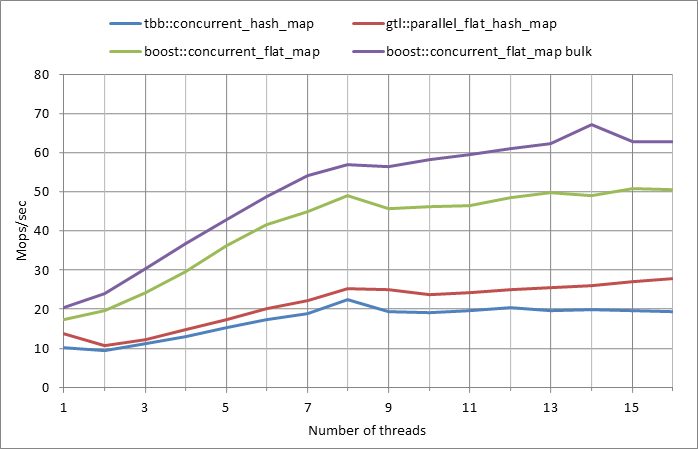 tbb::concurrent_hash_map gtl::parallel_flat_hash_map
boost::concurrent_flat_map boost::concurrent_flat_map bulk
80
70
60
50
40
30
20
10
0
Mops/sec
1 3 5 7 9 11 13 15
Number of threads